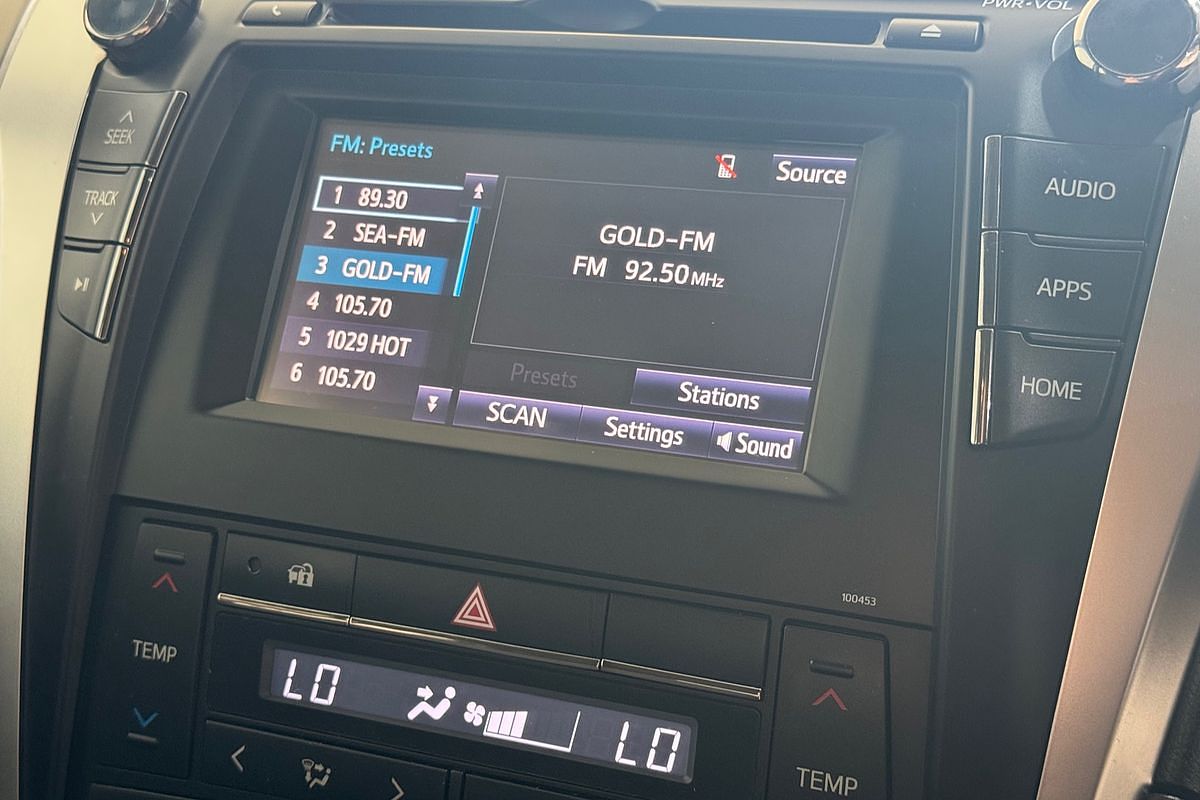 PWR·VOL
SEEK
TRACK
AUDIO
APPS
HOME
FM: Presets
Source
1 89.30
2 SEA-FM
3 GOLD-FM
4 105.70
5 1029 HOT
6 105.70
GOLD-FM
FM 92.50MHz
Presets
Stations
SCAN
Settings
Sound
100453
TEMP
LO
LO
TEMP